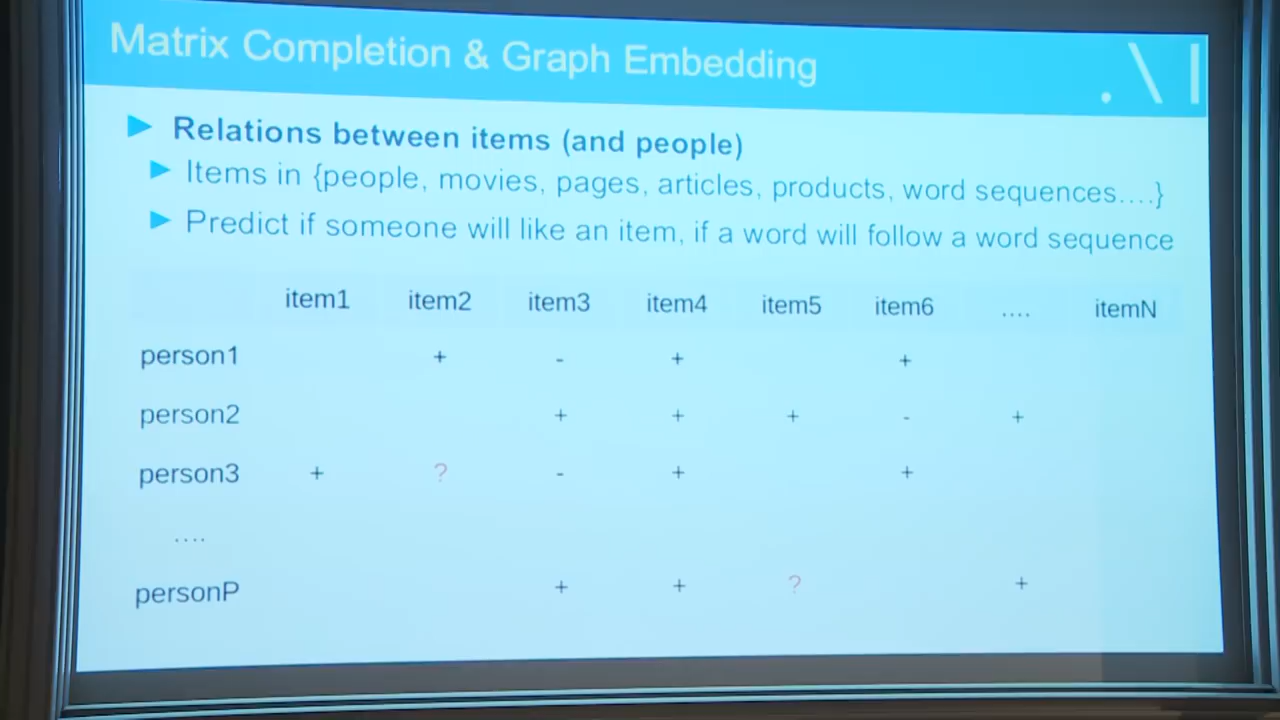 Matrix Completion & Graph Embedding
Relations between items (and people)
Items in {people, movies, pages, articles, products, word sequences....}
Predict if someone will like an item, if a word will follow a word sequence
item1 item2 item3 item4 item5 item6 .... itemN
person1 + - + +
person2 + + + - +
person3 + ? - + +
....
personP + + ? +